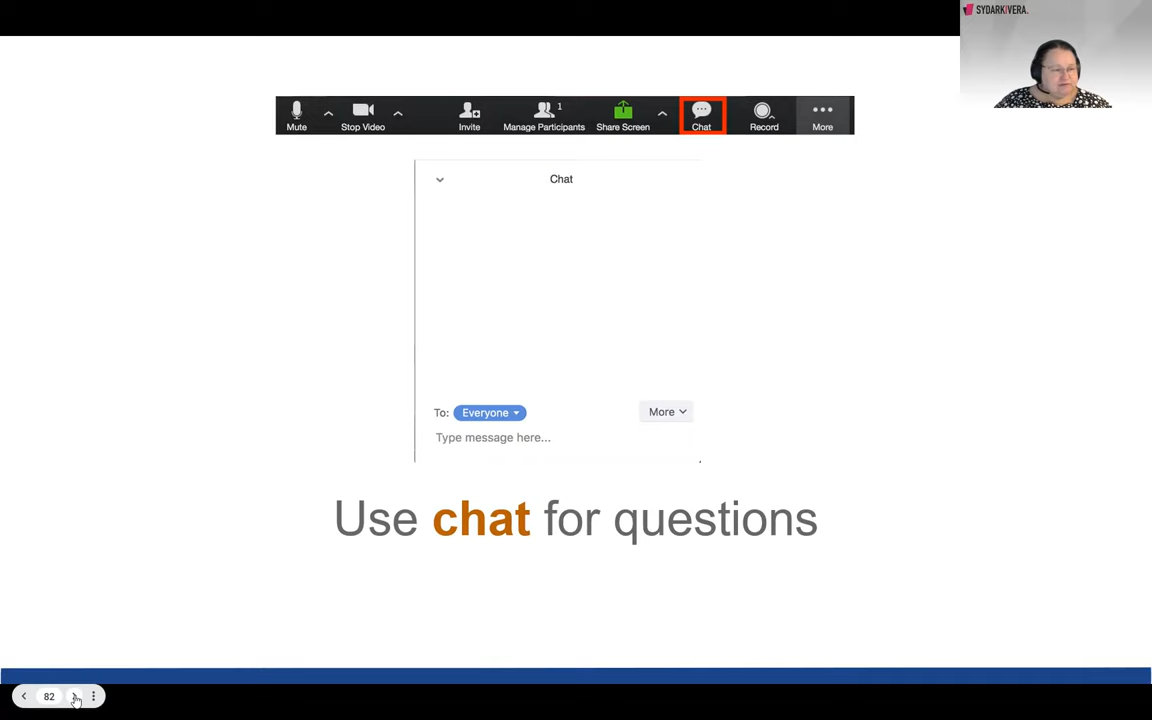 SYDARKIVERA.
Mute Stop Video Invite Manage Participants 1 Share Screen Chat Record More
Chat
To: Everyone More
Type message here...
Use chat for questions
82